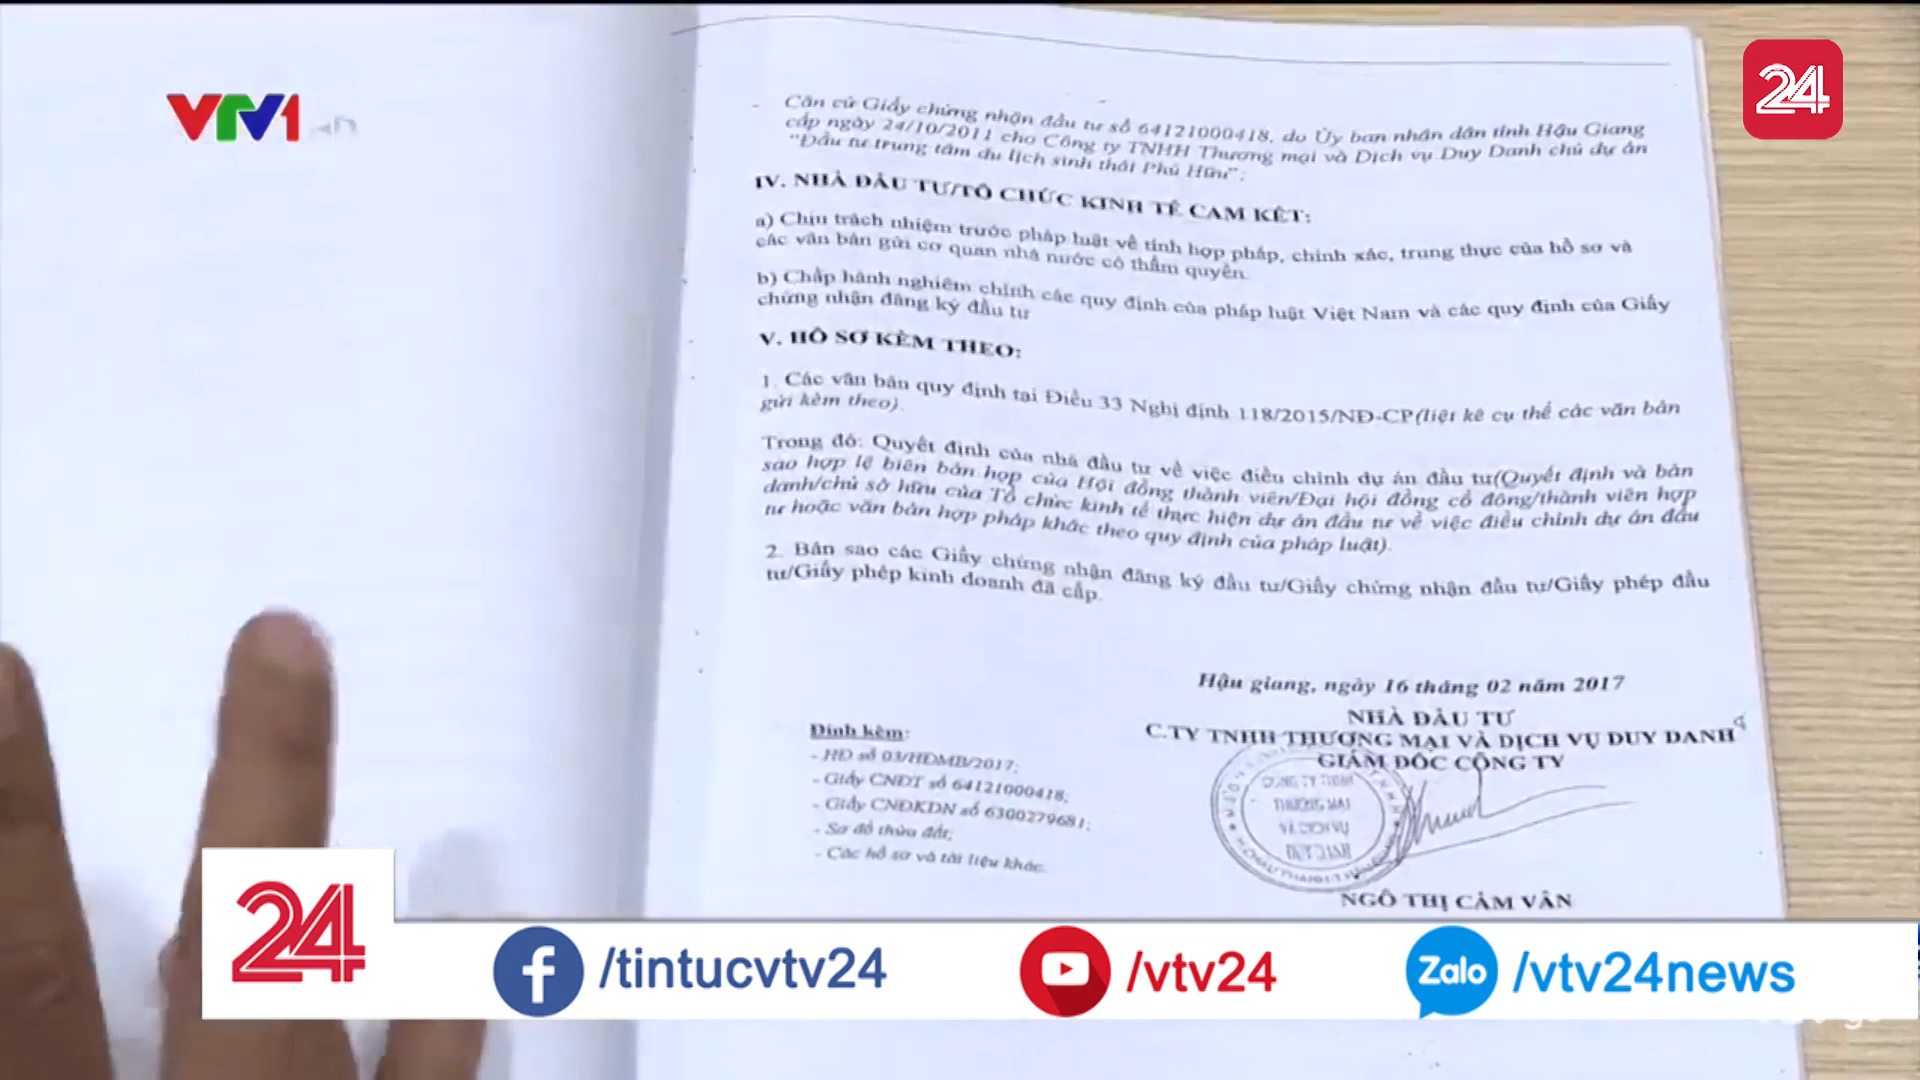 VTV1
24
- Căn cứ Giấy chứng nhận đầu tư số 64121000418, do Ủy ban nhân dân tỉnh Hậu Giang
cấp ngày 24/10/2011 cho Công ty TNHH Thương mại và Dịch vụ Duy Danh chủ dự án
"Đầu tư trung tâm du lịch sinh thái Phú Hữu";
IV. NHÀ ĐẦU TƯ/TỔ CHỨC KINH TẾ CAM KẾT:
a) Chịu trách nhiệm trước pháp luật về tính hợp pháp, chính xác, trung thực của hồ sơ và
các văn bản gửi cơ quan nhà nước có thẩm quyền.
b) Chấp hành nghiêm chỉnh các quy định của pháp luật Việt Nam và các quy định của Giấy
chứng nhận đăng ký đầu tư
V. HỒ SƠ KÈM THEO:
1. Các văn bản quy định tại Điều 33 Nghị định 118/2015/NĐ-CP(liệt kê cụ thể các văn bản
gửi kèm theo).
Trong đó: Quyết định của nhà đầu tư về việc điều chỉnh dự án đầu tư(Quyết định và bản
sao hợp lệ biên bản họp của Hội đồng thành viên/Đại hội đồng cổ đông/thành viên hợp
danh/chủ sở hữu của Tổ chức kinh tế thực hiện dự án đầu tư về việc điều chỉnh dự án đầu
tư hoặc văn bản hợp pháp khác theo quy định của pháp luật).
2. Bản sao các Giấy chứng nhận đăng ký đầu tư/Giấy chứng nhận đầu tư/Giấy phép đầu
tư/Giấy phép kinh doanh đã cấp.
Hậu giang, ngày 16 tháng 02 năm 2017
NHÀ ĐẦU TƯ
C.TY TNHH THƯƠNG MẠI VÀ DỊCH VỤ DUY DANH
GIÁM ĐỐC CÔNG TY
CÔNG TY TNHH
THƯƠNG MẠI
VÀ DỊCH VỤ
DUY DANH
NGÔ THỊ CẨM VÂN
Đính kèm:
- HĐ số 03/HĐMB/2017;
- Giấy CNĐT số 64121000418;
- Giấy CNĐKDN số 6300279681;
- Sơ đồ thửa đất;
- Các hồ sơ và tài liệu khác.
24
/tintucvtv24
/vtv24
Zalo /vtv24news